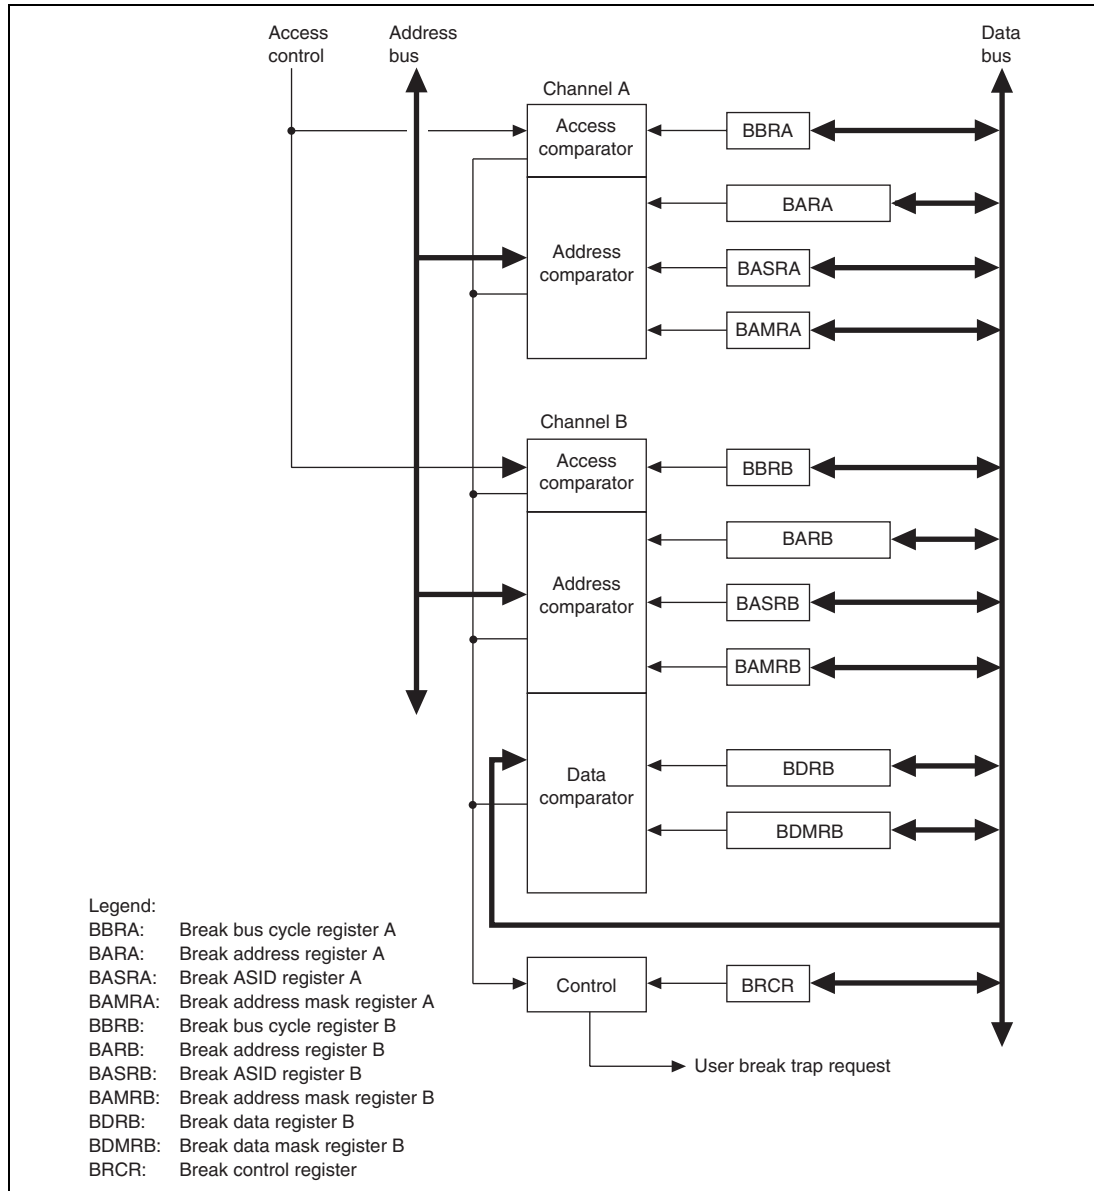 Access
control
Address
bus
Data
bus
Channel A
Access
comparator
BBRA
BARA
Address
comparator
BASRA
BAMRA
Channel B
Access
comparator
BBRB
BARB
Address
comparator
BASRB
BAMRB
Data
comparator
BDRB
BDMRB
Control
BRCR
User break trap request
Legend:
BBRA: Break bus cycle register A
BARA: Break address register A
BASRA: Break ASID register A
BAMRA: Break address mask register A
BBRB: Break bus cycle register B
BARB: Break address register B
BASRB: Break ASID register B
BAMRB: Break address mask register B
BDRB: Break data register B
BDMRB: Break data mask register B
BRCR: Break control register